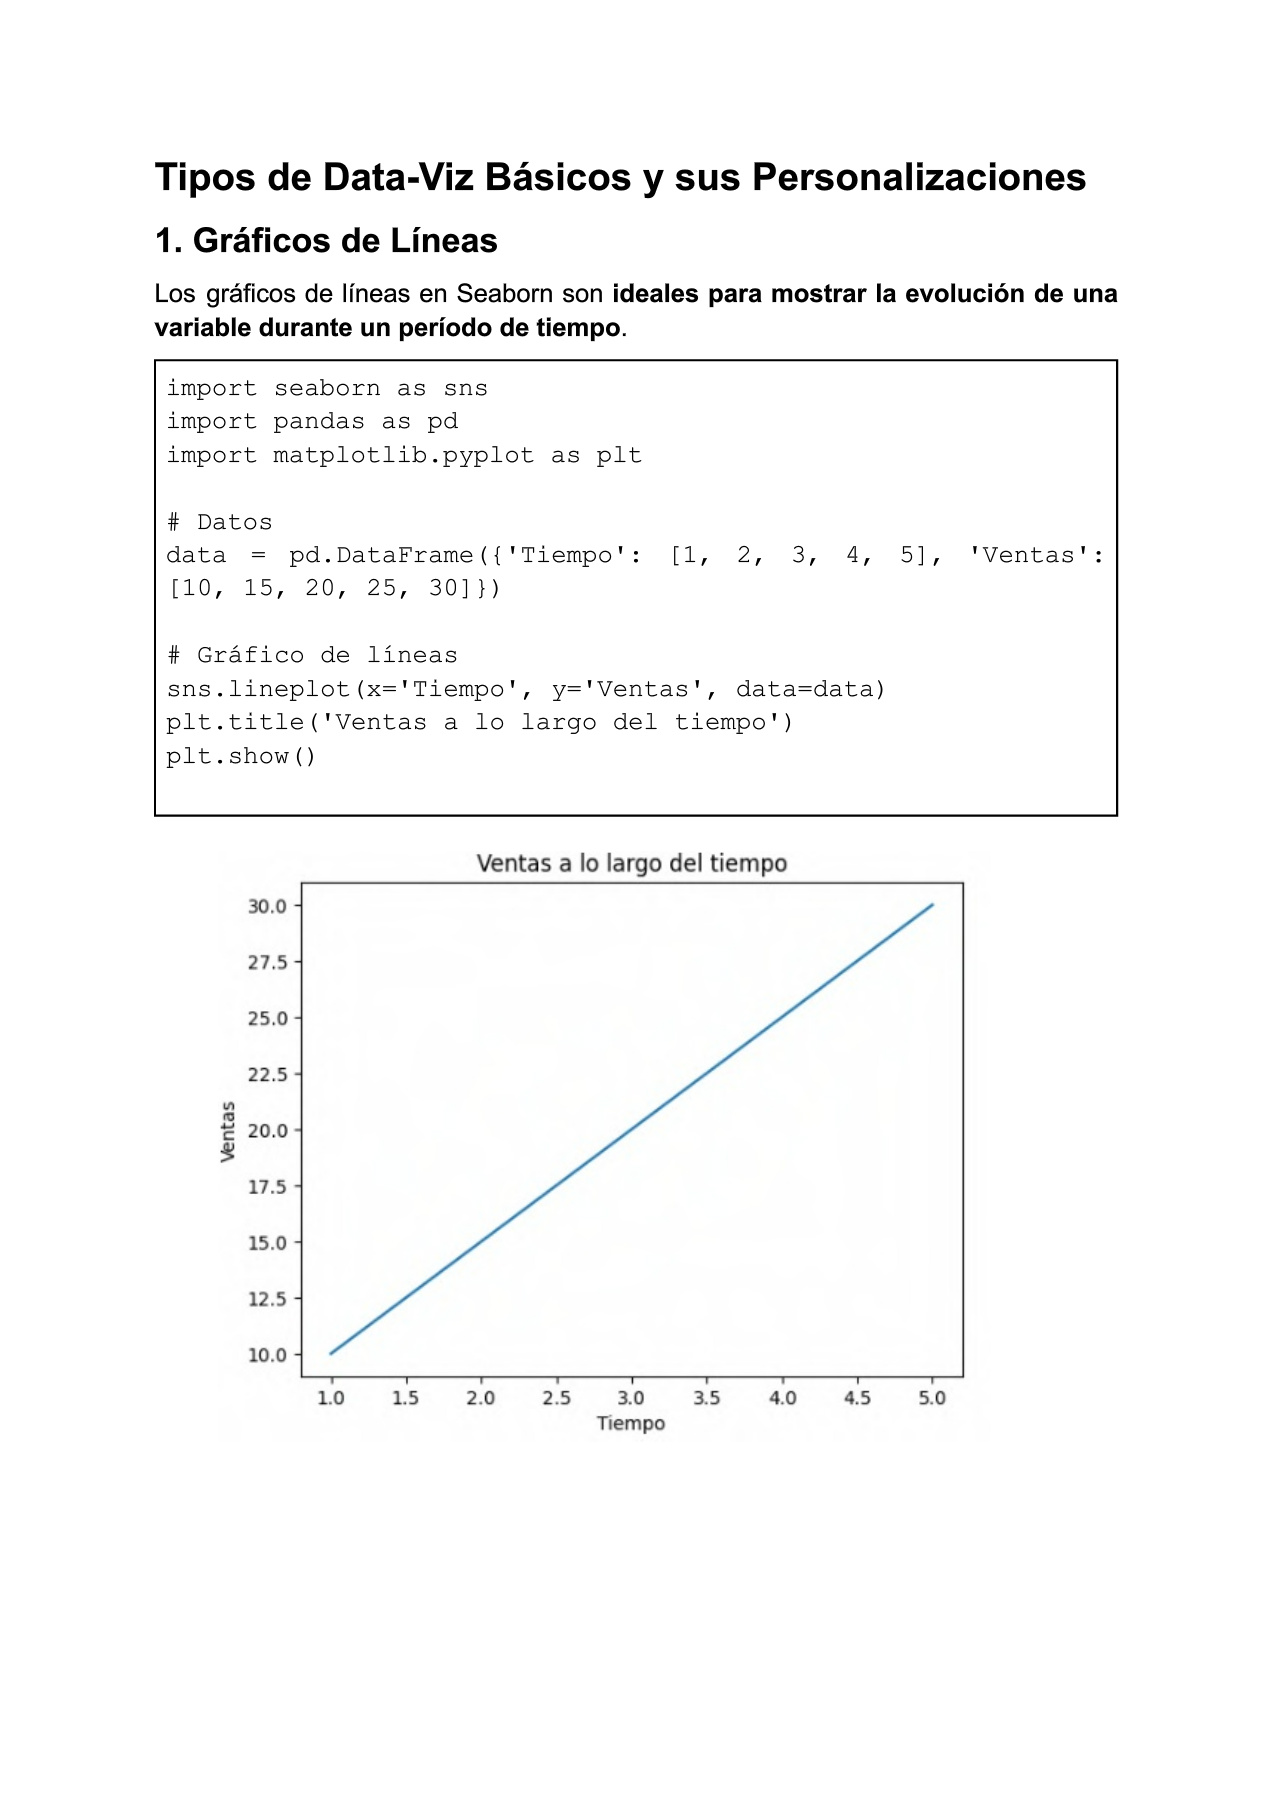 Tipos de Data-Viz Básicos y sus Personalizaciones
1. Gráficos de Líneas
Los gráficos de líneas en Seaborn son ideales para mostrar la evolución de una
variable durante un período de tiempo.
import seaborn as sns
import pandas as pd
import matplotlib.pyplot as plt
# Datos
data = pd.DataFrame({'Tiempo': [1, 2, 3, 4, 5], 'Ventas':
[10, 15, 20, 25, 30]})
# Gráfico de líneas
sns.lineplot(x='Tiempo', y='Ventas', data=data)
plt.title('Ventas a lo largo del tiempo')
plt.show()
Ventas a lo largo del tiempo
30.0
27.5
25.0
22.5
20.0
17.5
15.0
12.5
10.0
Ventas
1.0 1.5 2.0 2.5 3.0 3.5 4.0 4.5 5.0
Tiempo